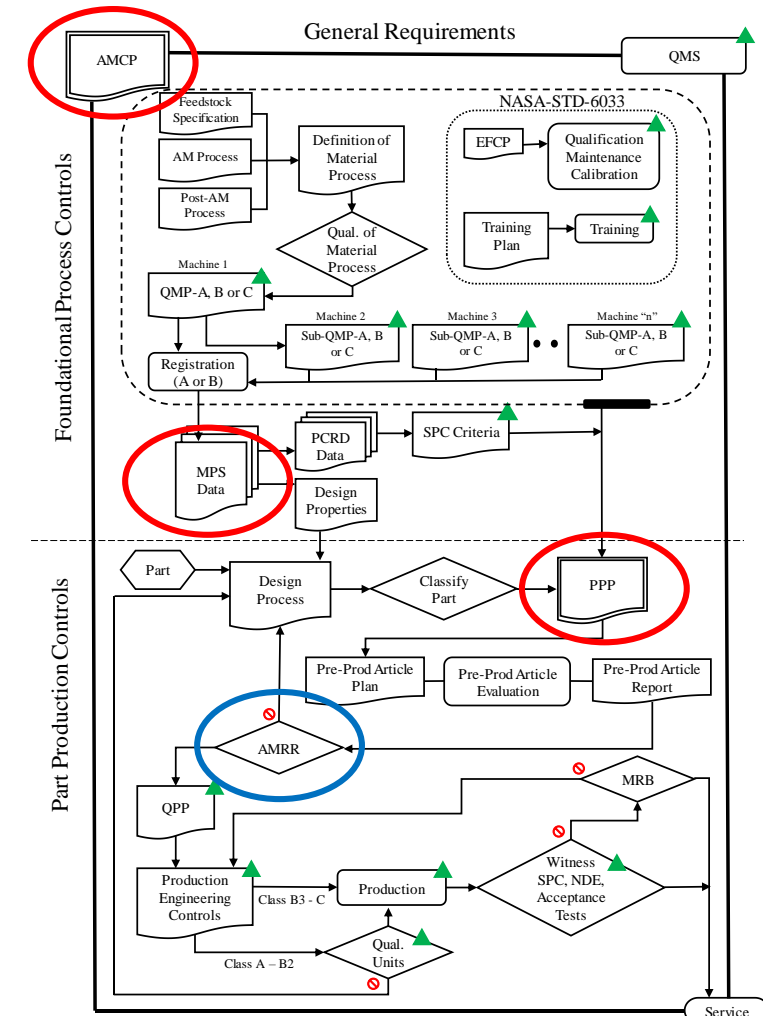 General Requirements
AMCP
QMS
Foundational Process Controls
NASA-STD-6033
Feedstock
Specification
AM Process
Post-AM
Process
Definition of
Material
Process
EFCP
Qualification
Maintenance
Calibration
Training
Plan
Training
Qual. of
Material
Process
Machine 1
QMP-A, B or C
Machine 2
Sub-QMP-A, B
or C
Machine 3
Sub-QMP-A, B
or C
Machine “n”
Sub-QMP-A, B
or C
Registration
(A or B)
MPS
Data
PCRD
Data
SPC Criteria
Design
Properties
Part Production Controls
Part
Design
Process
Classify
Part
PPP
Pre-Prod Article
Plan
Pre-Prod Article
Evaluation
Pre-Prod Article
Report
AMRR
MRB
QPP
Production
Engineering
Controls
Class B3 - C
Production
Witness
SPC, NDE,
Acceptance
Tests
Class A – B2
Qual.
Units
Service